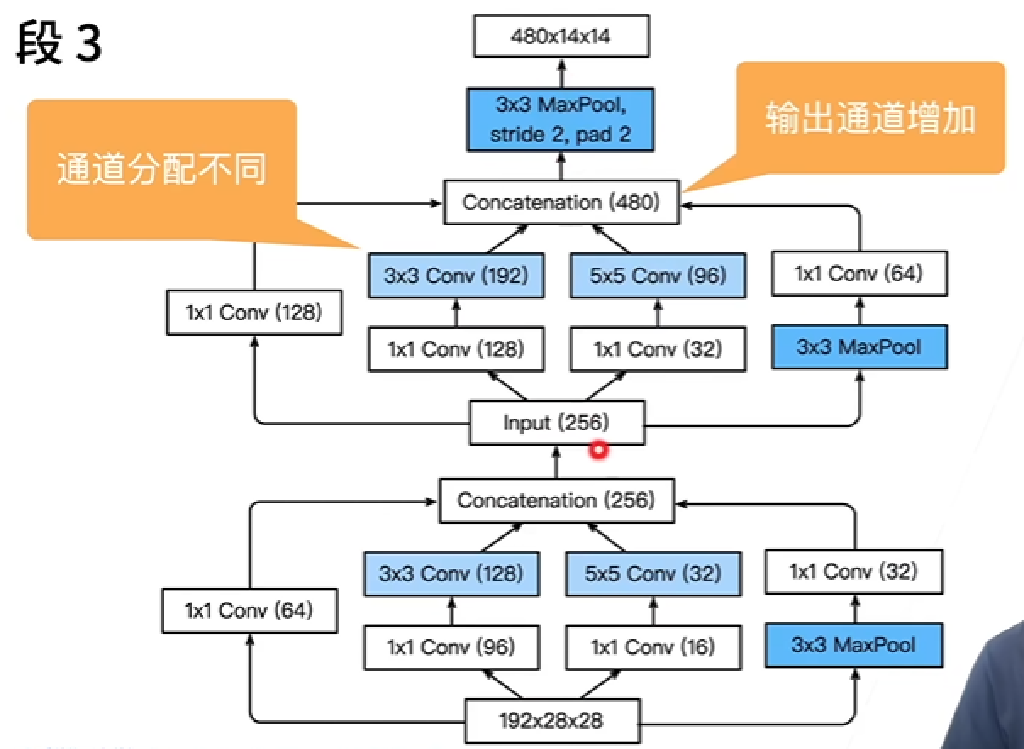 段 3
480x14x14
3x3 MaxPool,
stride 2, pad 2
输出通道增加
通道分配不同
Concatenation (480)
3x3 Conv (192)
5x5 Conv (96)
1x1 Conv (64)
1x1 Conv (128)
1x1 Conv (128)
1x1 Conv (32)
3x3 MaxPool
Input (256)
Concatenation (256)
3x3 Conv (128)
5x5 Conv (32)
1x1 Conv (32)
1x1 Conv (64)
1x1 Conv (96)
1x1 Conv (16)
3x3 MaxPool
192x28x28